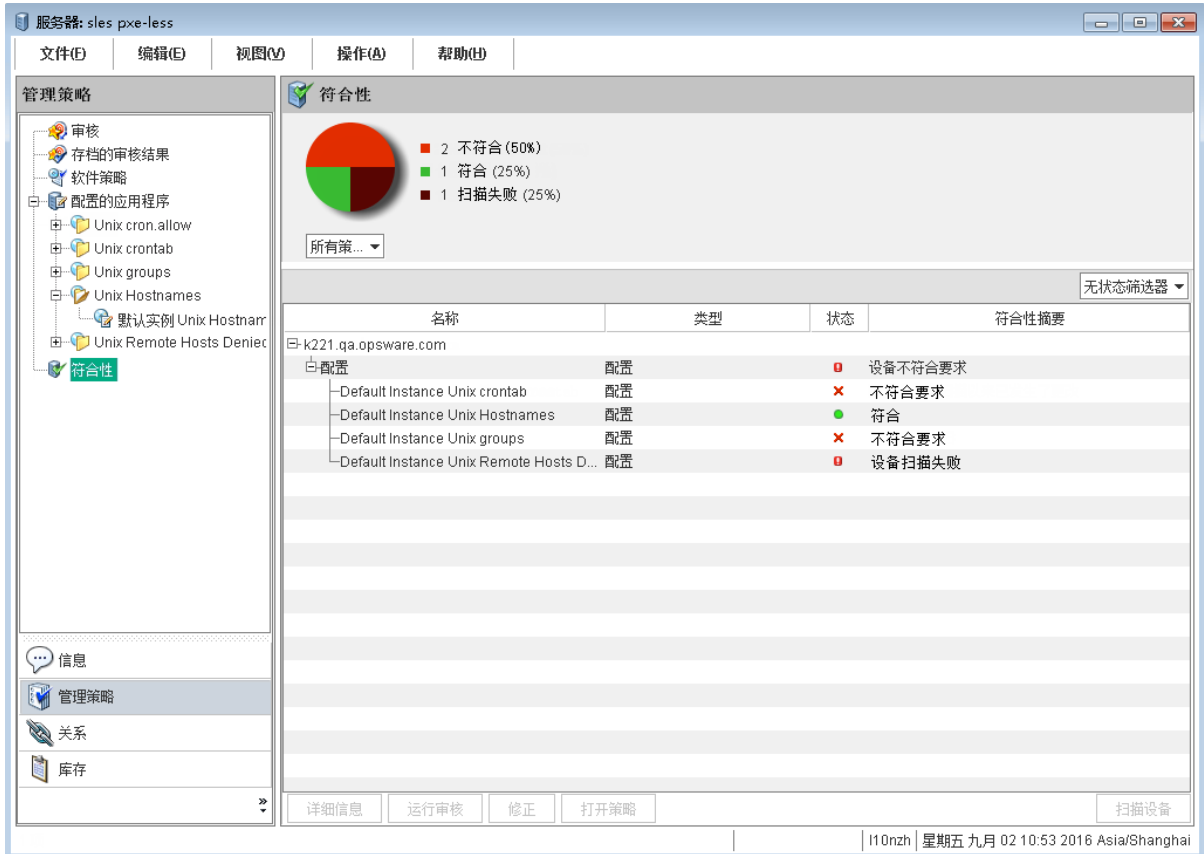 服务器: sles pxe-less
文件(F) 编辑(E) 视图(V) 操作(A) 帮助(H)
管理策略
审核
存档的审核结果
软件策略
配置的应用程序
Unix cron.allow
Unix crontab
Unix groups
Unix Hostnames
默认实例 Unix Hostnam
Unix Remote Hosts Denied
符合性
信息
管理策略
关系
库存
»
符合性
2 不符合 (50%)
1 符合 (25%)
1 扫描失败 (25%)
所有策...
无状态筛选器
名称 类型 状态 符合性摘要
k221.qa.opsware.com
配置 配置 设备不符合要求
Default Instance Unix crontab 配置 不符合要求
Default Instance Unix Hostnames 配置 符合
Default Instance Unix groups 配置 不符合要求
Default Instance Unix Remote Hosts D... 配置 设备扫描失败
详细信息 运行审核 修正 打开策略 扫描设备
l10nzh 星期五 九月 02 10:53 2016 Asia/Shanghai